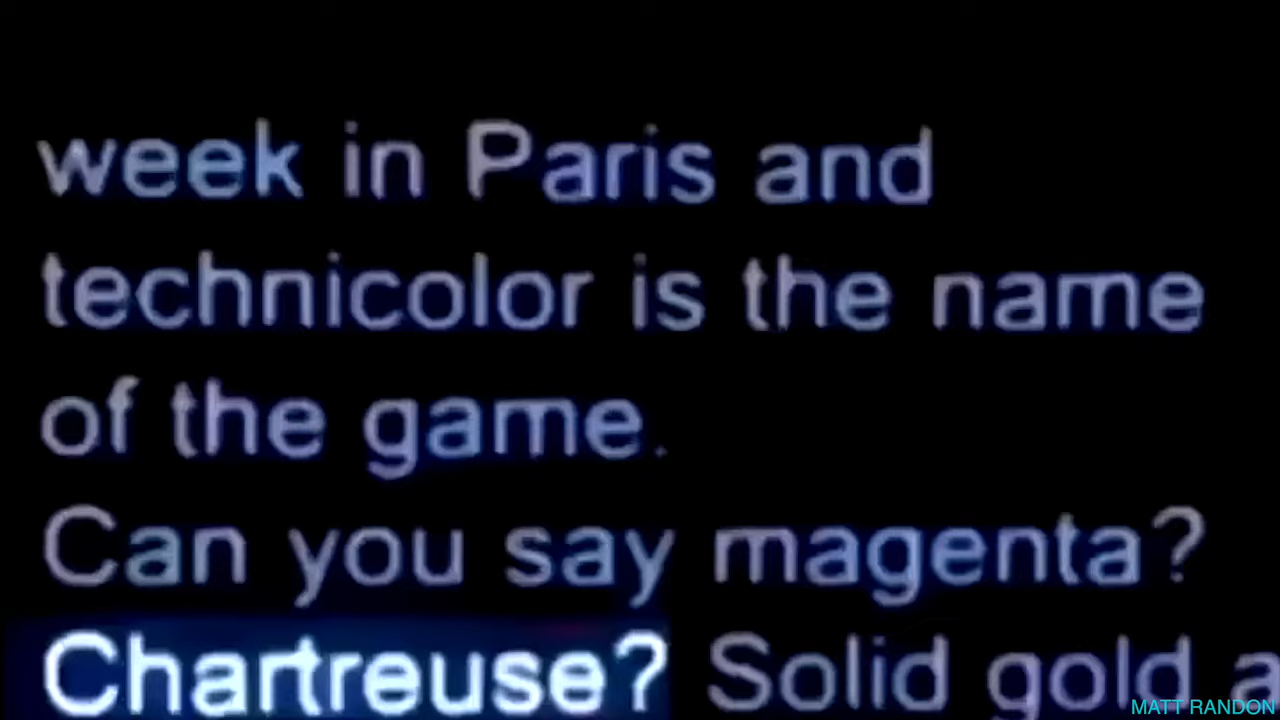 week in Paris and
technicolor is the name
of the game.
Can you say magenta?
Chartreuse? Solid gold a
MATT RANDON